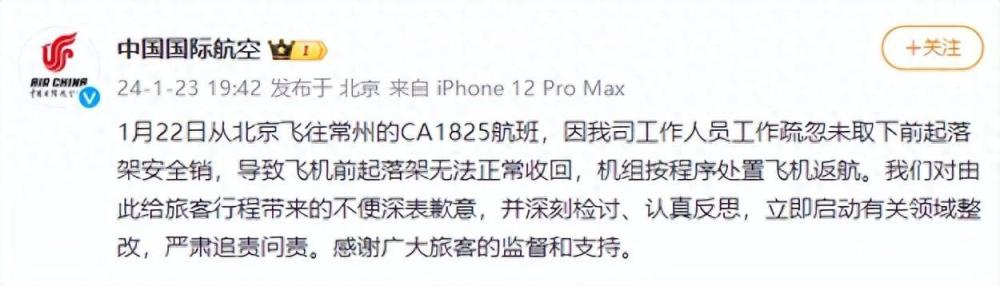 中国国际航空
1
+关注
AIR CHINA
24-1-23 19:42 发布于 北京 来自 iPhone 12 Pro Max
1月22日从北京飞往常州的CA1825航班，因我司工作人员工作疏忽未取下前起落
架安全销，导致飞机前起落架无法正常收回，机组按程序处置飞机返航。我们对由
此给旅客行程带来的不便深表歉意，并深刻检讨、认真反思，立即启动有关领域整
改，严肃追责问责。感谢广大旅客的监督和支持。